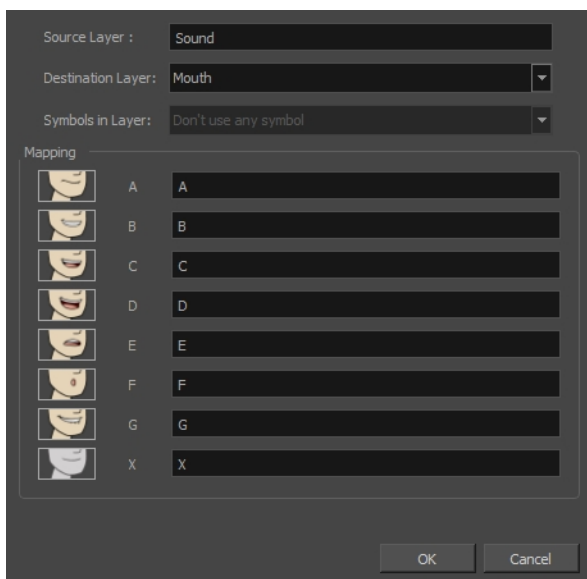 Source Layer : Sound
Destination Layer: Mouth
Symbols in Layer: Don't use any symbol
Mapping
A A
B B
C C
D D
E E
F F
G G
X X
OK Cancel